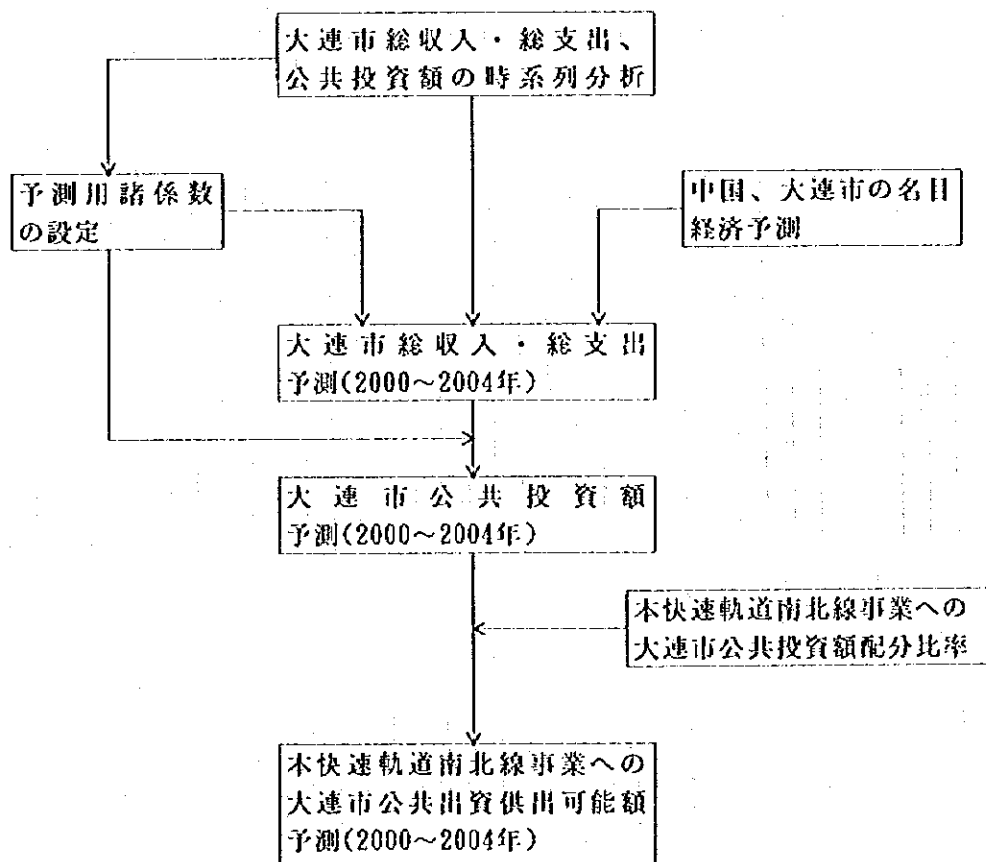 大連市総収入・総支出、
公共投資額の時系列分析
予測用諸係数
の設定
中国、大連市の名目
経済予測
大連市総収入・総支出
予測(2000～2004年)
大連市公共投資額
予測(2000～2004年)
本快速軌道南北線事業への
大連市公共投資額配分比率
本快速軌道南北線事業への
大連市公共出資供出可能額
予測(2000～2004年)